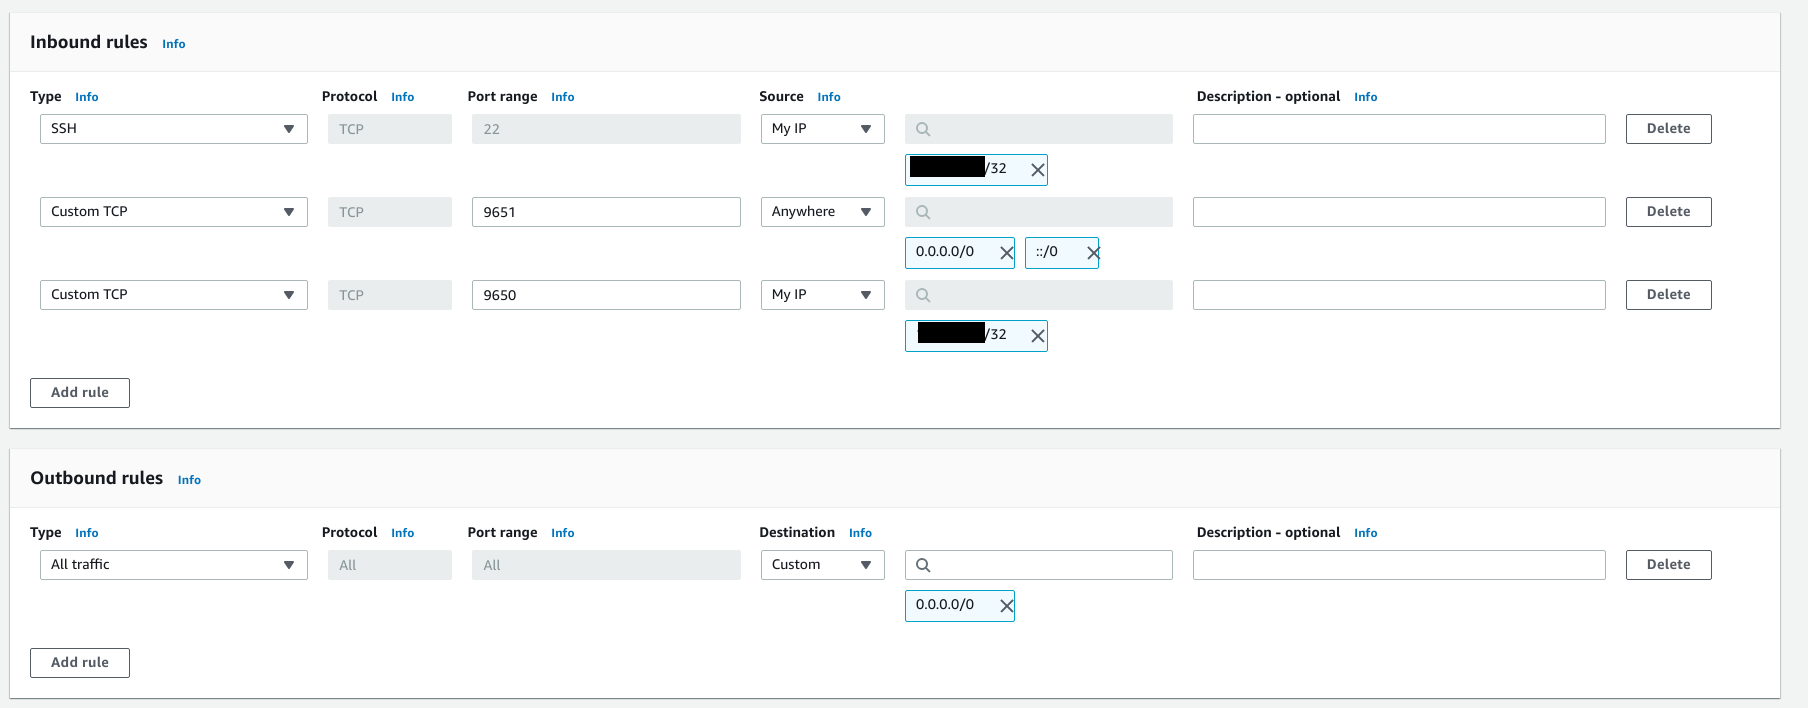 Inbound rules Info
Type Info Protocol Info Port range Info Source Info Description - optional Info
SSH TCP 22 My IP Delete
/32
Custom TCP TCP 9651 Anywhere Delete
0.0.0.0/0 ::/0
Custom TCP TCP 9650 My IP Delete
/32
Add rule
Outbound rules Info
Type Info Protocol Info Port range Info Destination Info Description - optional Info
All traffic All All Custom Delete
0.0.0.0/0
Add rule